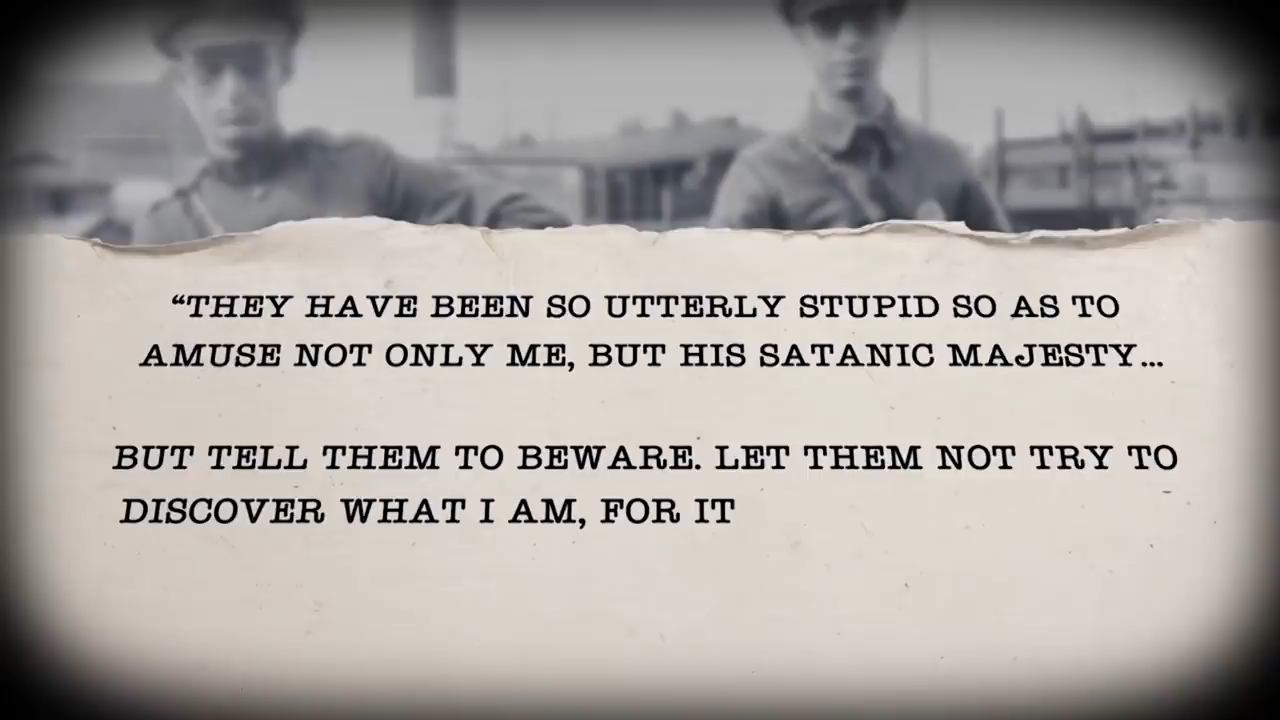 “THEY HAVE BEEN SO UTTERLY STUPID SO AS TO
AMUSE NOT ONLY ME, BUT HIS SATANIC MAJESTY...
BUT TELL THEM TO BEWARE. LET THEM NOT TRY TO
DISCOVER WHAT I AM, FOR IT